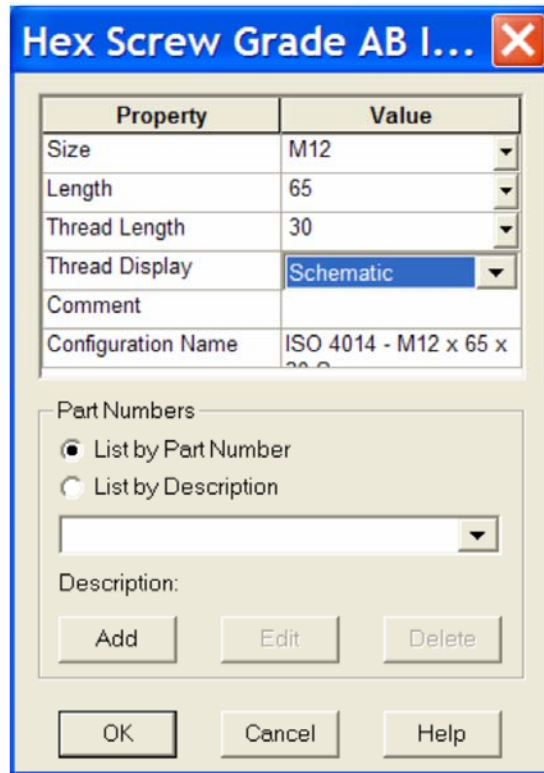 Hex Screw Grade AB I...
Property Value
Size M12
Length 65
Thread Length 30
Thread Display Schematic
Comment
Configuration Name ISO 4014 - M12 x 65 x
Part Numbers
List by Part Number
List by Description
Description:
Add Edit Delete
OK Cancel Help